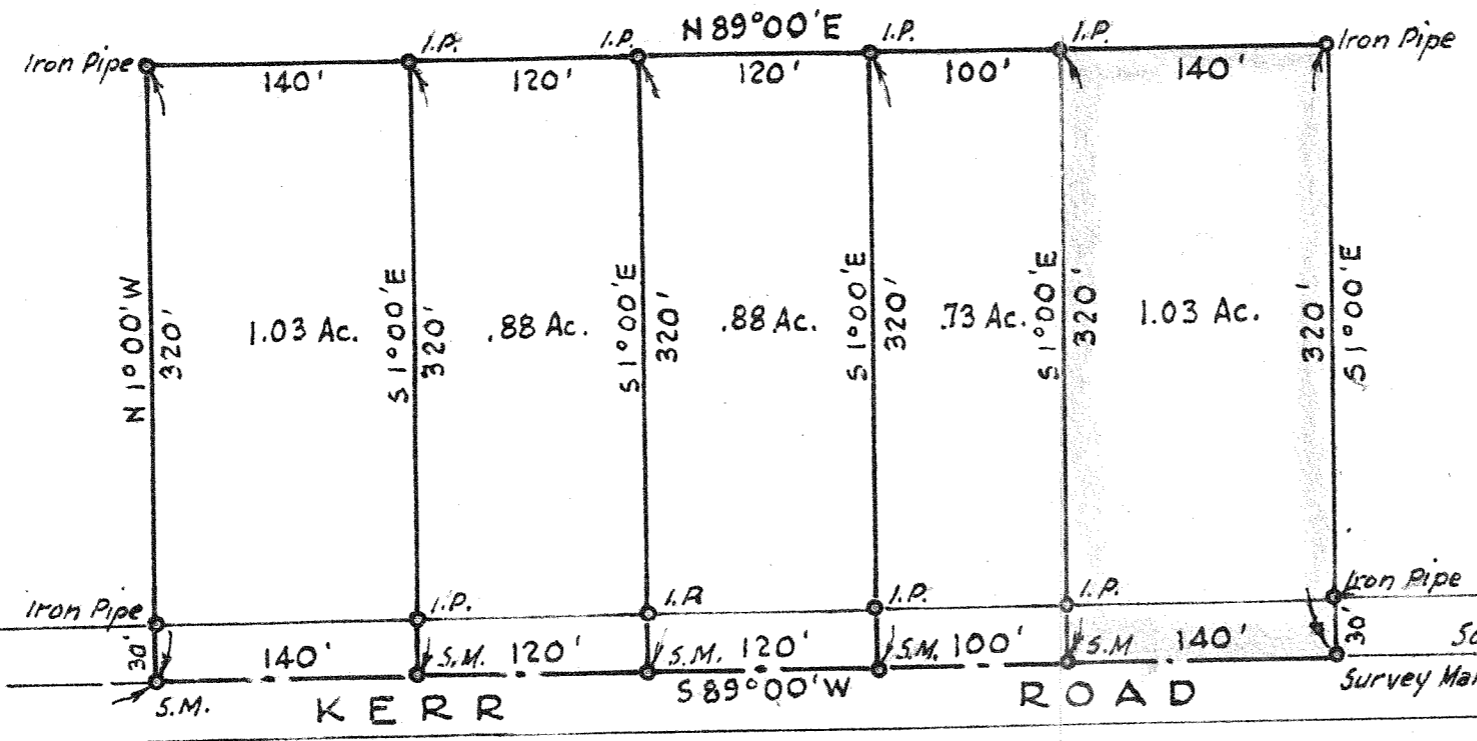 N 89°00'E
Iron Pipe I.P. I.P. I.P. I.P. Iron Pipe
140' 120' 120' 100' 140'
N 1°00'W
320'
1.03 Ac.
S 1°00'E
320'
.88 Ac.
S 1°00'E
320'
.88 Ac.
S 1°00'E
320'
.73 Ac.
S 1°00'E
320'
1.03 Ac.
320'
S 1°00'E
Iron Pipe I.P. I.P. I.P. I.P. Iron Pipe
30' 140' S.M. 120' S.M. 120' S.M. 100' S.M 140' 30'
S.M. KERR S 89°00'W ROAD Survey